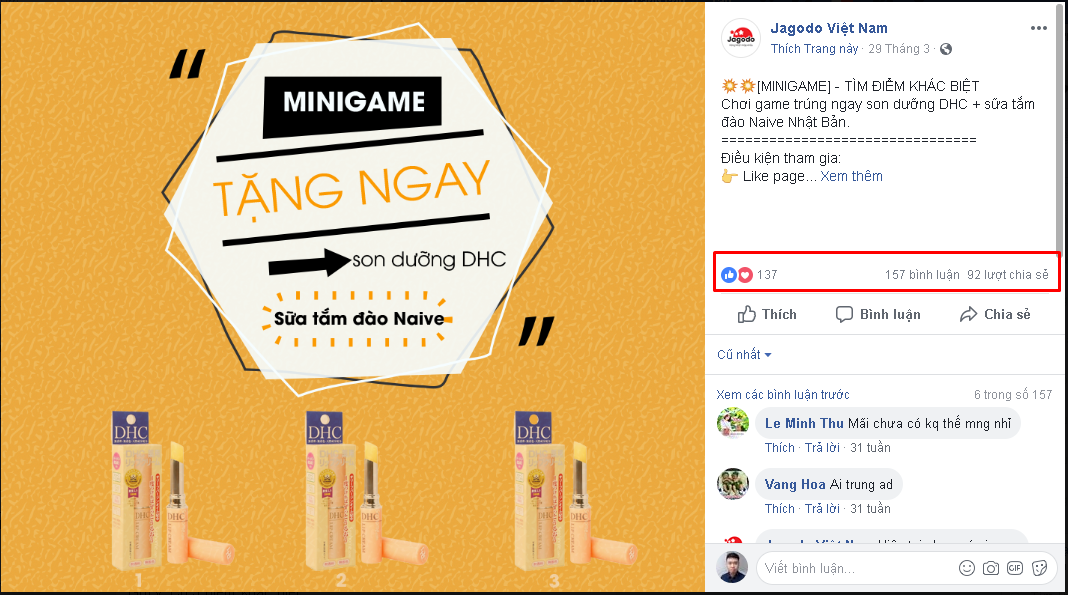 "
MINIGAME
TẶNG NGAY
son dưỡng DHC
Sữa tắm đào Naive
"
DHC
DHC
DHC
DHC
DHC
DHC
1
2
3
Jagodo
Jagodo Việt Nam
Thích Trang này · 29 Tháng 3 ·
[MINIGAME] - TÌM ĐIỂM KHÁC BIỆT
Chơi game trúng ngay son dưỡng DHC + sữa tắm
đào Naive Nhật Bản.
================================
Điều kiện tham gia:
👉 Like page... Xem thêm
137
157 bình luận 92 lượt chia sẻ
Thích Bình luận Chia sẻ
Cũ nhất
Xem các bình luận trước 6 trong số 157
Le Minh Thu Mãi chưa có kq thế mng nhỉ
Thích · Trả lời · 31 tuần
Vang Hoa Ai trung ad
Thích · Trả lời · 31 tuần
Viết bình luận...
GIF